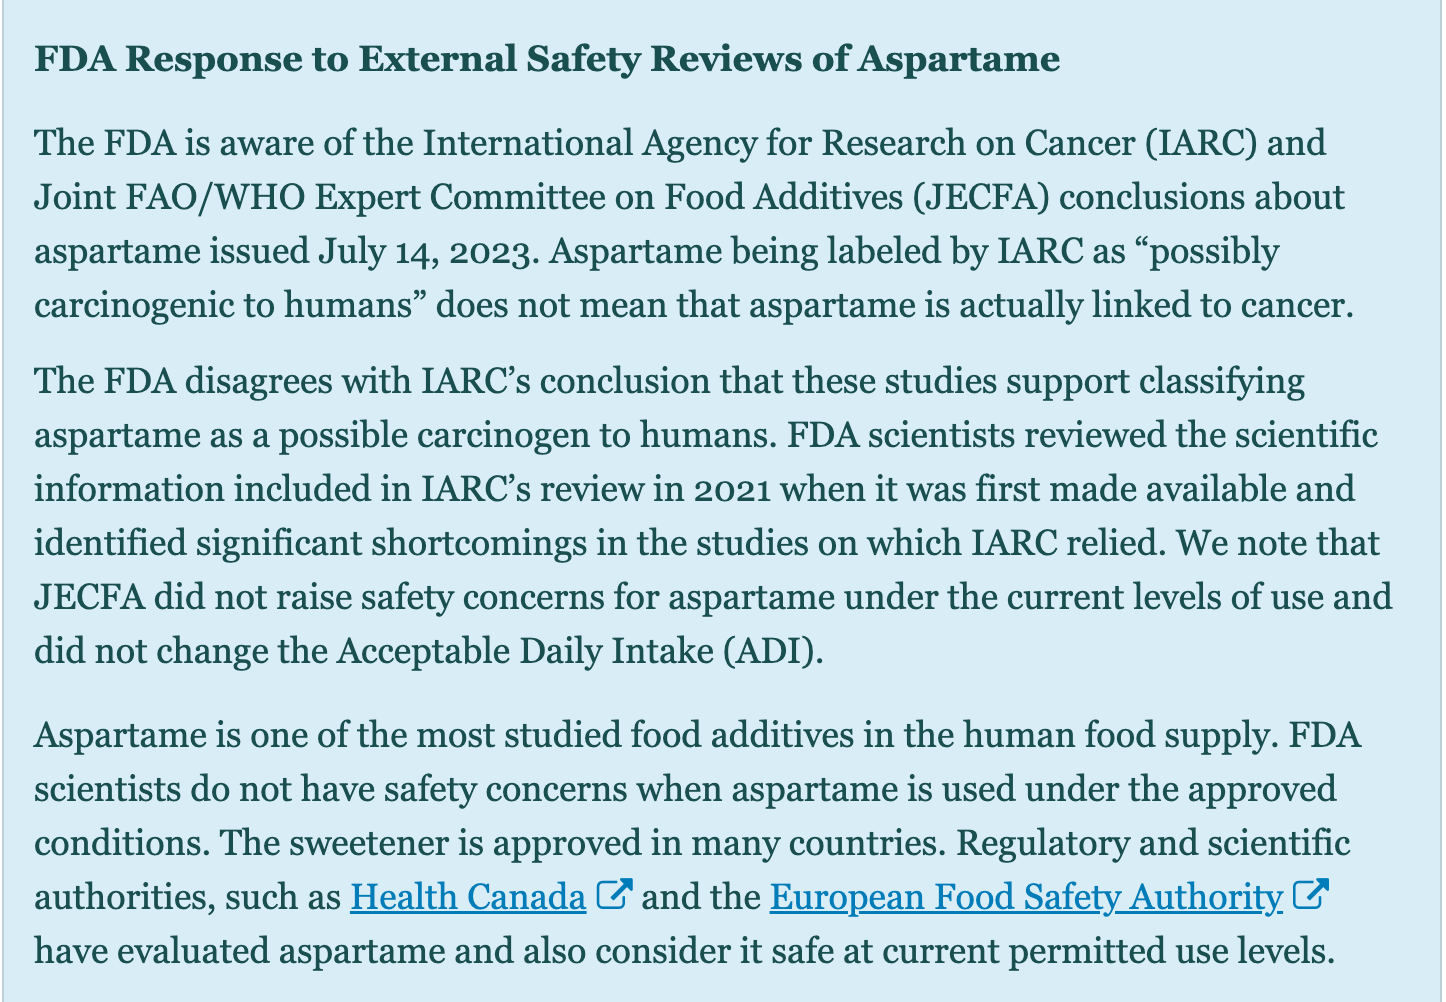 FDA Response to External Safety Reviews of Aspartame
The FDA is aware of the International Agency for Research on Cancer (IARC) and
Joint FAO/WHO Expert Committee on Food Additives (JECFA) conclusions about
aspartame issued July 14, 2023. Aspartame being labeled by IARC as “possibly
carcinogenic to humans” does not mean that aspartame is actually linked to cancer.
The FDA disagrees with IARC’s conclusion that these studies support classifying
aspartame as a possible carcinogen to humans. FDA scientists reviewed the scientific
information included in IARC’s review in 2021 when it was first made available and
identified significant shortcomings in the studies on which IARC relied. We note that
JECFA did not raise safety concerns for aspartame under the current levels of use and
did not change the Acceptable Daily Intake (ADI).
Aspartame is one of the most studied food additives in the human food supply. FDA
scientists do not have safety concerns when aspartame is used under the approved
conditions. The sweetener is approved in many countries. Regulatory and scientific
authorities, such as Health Canada and the European Food Safety Authority
have evaluated aspartame and also consider it safe at current permitted use levels.